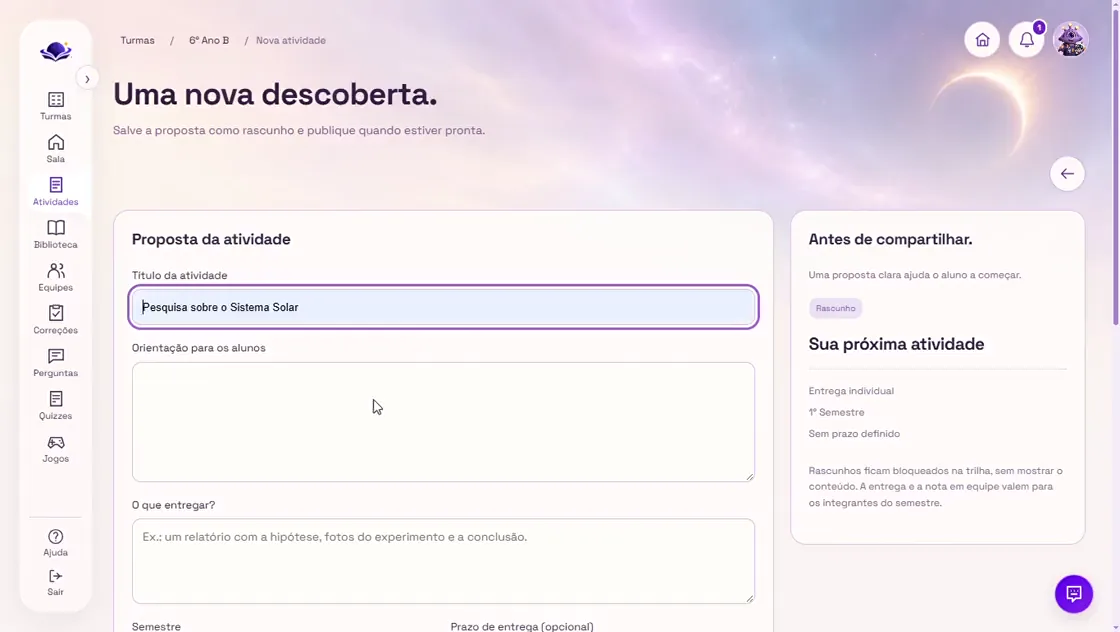 Turmas / 6º Ano B / Nova atividade
1
Uma nova descoberta.
Salve a proposta como rascunho e publique quando estiver pronta.
Turmas
Sala
Atividades
Biblioteca
Equipes
Correções
Perguntas
Quizzes
Jogos
Ajuda
Sair
Proposta da atividade
Título da atividade
Pesquisa sobre o Sistema Solar
Orientação para os alunos
O que entregar?
Ex.: um relatório com a hipótese, fotos do experimento e a conclusão.
Semestre
Prazo de entrega (opcional)
Antes de compartilhar.
Uma proposta clara ajuda o aluno a começar.
Rascunho
Sua próxima atividade
Entrega individual
1º Semestre
Sem prazo definido
Rascunhos ficam bloqueados na trilha, sem mostrar o
conteúdo. A entrega e a nota em equipe valem para
os integrantes do semestre.